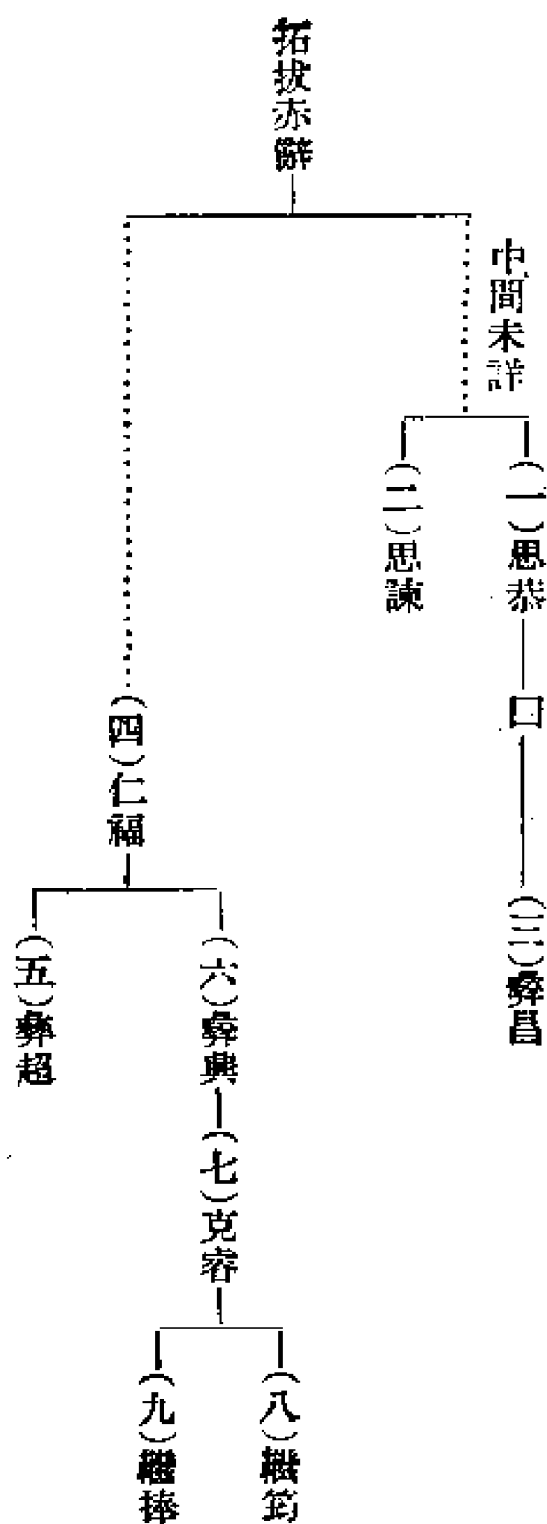 拓拔赤辭
中間未詳
(一)思恭
口
(三)彝昌
(二)思諫
(四)仁福
(六)彝興
(七)克睿
(八)繼筠
(九)繼捧
(五)彝超